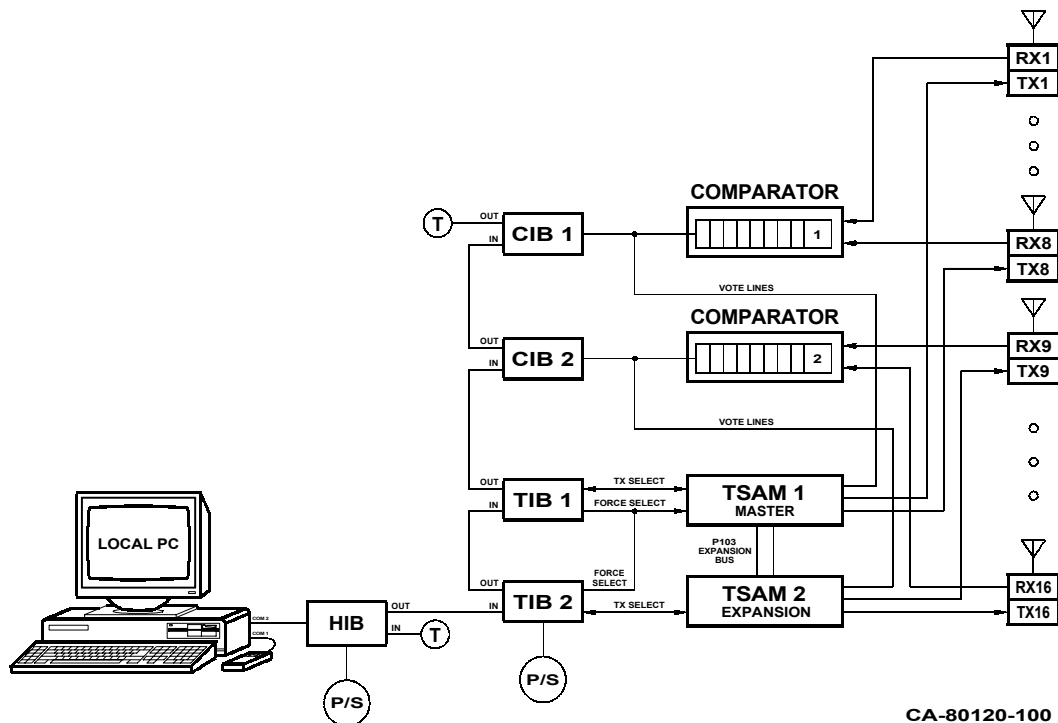 RX1
TX1
COMPARATOR
OUT
T
IN
CIB 1
1
RX8
TX8
VOTE LINES
COMPARATOR
OUT
IN
CIB 2
2
RX9
TX9
VOTE LINES
OUT
IN
TIB 1
TX SELECT
FORCE SELECT
TSAM 1
MASTER
LOCAL PC
P103
EXPANSION
BUS
FORCE
SELECT
OUT
IN
TIB 2
TX SELECT
TSAM 2
EXPANSION
RX16
TX16
COM 2
COM 1
HIB
OUT
IN
T
P/S
P/S
CA-80120-100